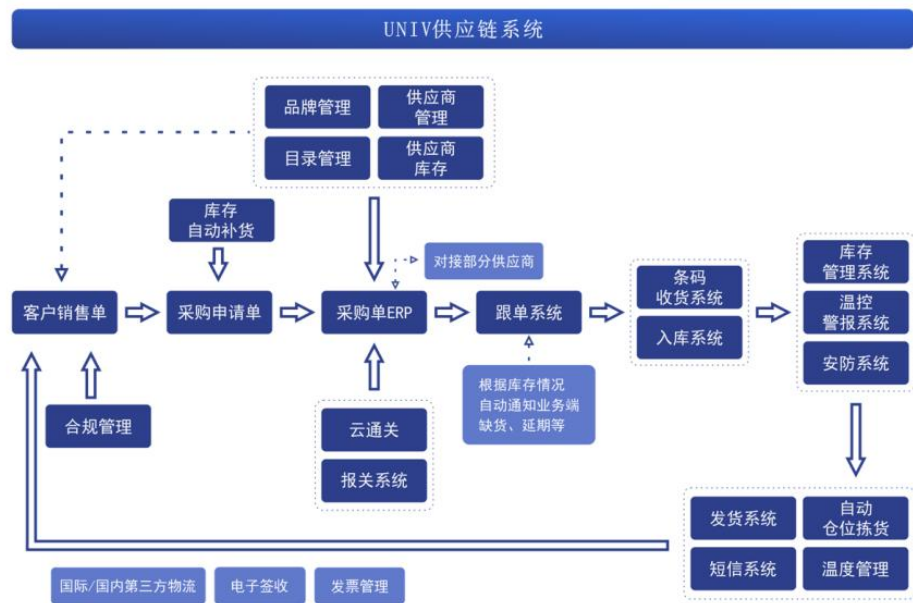 UNIV供应链系统
品牌管理
供应商
管理
目录管理
供应商
库存
库存
自动补货
对接部分供应商
客户销售单
采购申请单
采购单ERP
跟单系统
条码
收货系统
入库系统
库存
管理系统
温控
警报系统
安防系统
合规管理
云通关
报关系统
根据库存情况
自动通知业务端
缺货、延期等
发货系统
自动
仓位拣货
短信系统
温度管理
国际/国内第三方物流
电子签收
发票管理